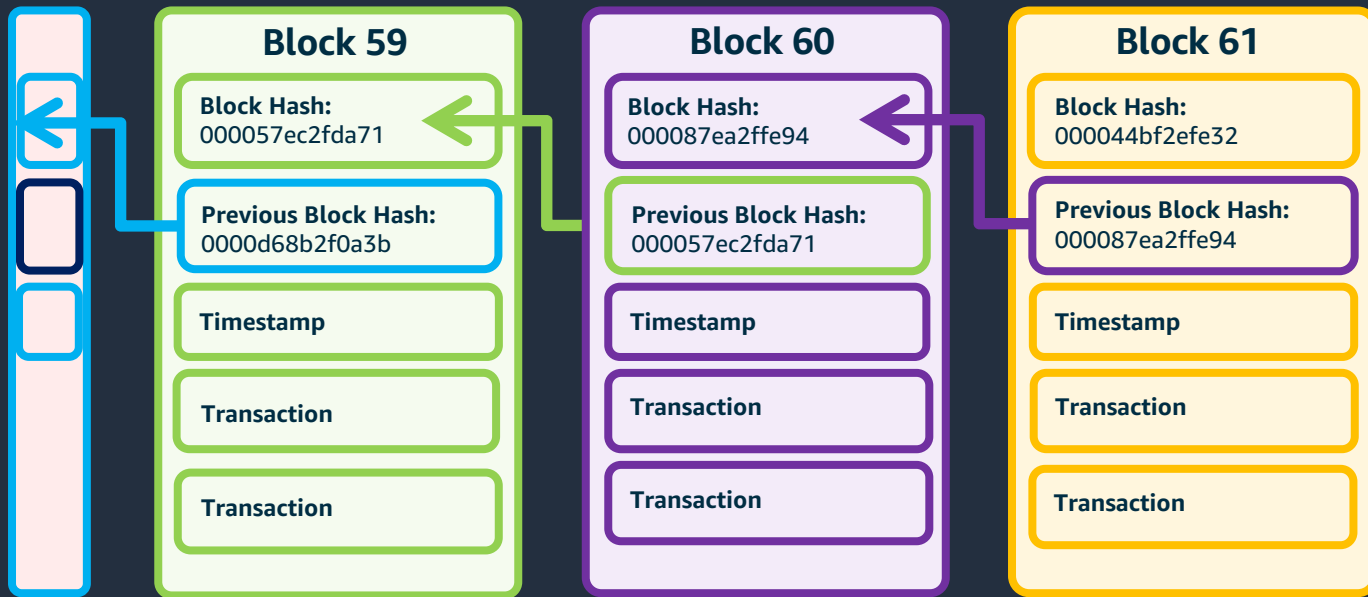 Block 59
Block Hash:
000057ec2fda71
Previous Block Hash:
0000d68b2f0a3b
Timestamp
Transaction
Transaction
Block 60
Block Hash:
000087ea2ffe94
Previous Block Hash:
000057ec2fda71
Timestamp
Transaction
Transaction
Block 61
Block Hash:
000044bf2efe32
Previous Block Hash:
000087ea2ffe94
Timestamp
Transaction
Transaction